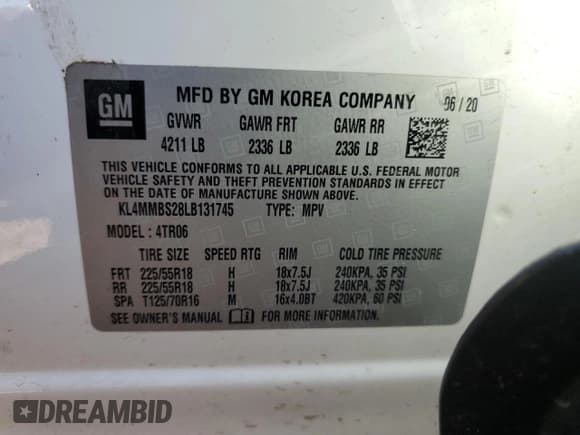 GM
MFD BY GM KOREA COMPANY 06 / 20
GVWR GAWR FRT GAWR RR
4211 LB 2336 LB 2336 LB
THIS VEHICLE CONFORMS TO ALL APPLICABLE U.S. FEDERAL MOTOR
VEHICLE SAFETY AND THEFT PREVENTION STANDARDS IN EFFECT
ON THE DATE OF MANUFACTURE SHOWN ABOVE.
KL4MMBS28LB131745 TYPE: MPV
MODEL : 4TR06
TIRE SIZE SPEED RTG RIM COLD TIRE PRESSURE
FRT 225/55R18 H 18x7.5J 240KPA, 35 PSI
RR 225/55R18 H 18x7.5J 240KPA, 35 PSI
SPA T125/70R16 M 16x4.0BT 420KPA, 60 PSI
SEE OWNER'S MANUAL FOR MORE INFORMATION.
DREAMBID